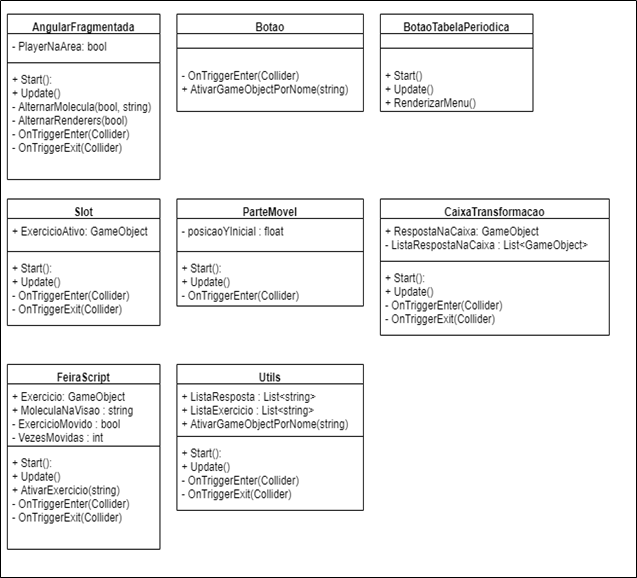 AngularFragmentada
- PlayerNaArea: bool
+ Start():
+ Update()
- AlternarMolecula(bool, string)
- AlternarRenderers(bool)
- OnTriggerEnter(Collider)
- OnTriggerExit(Collider)
Botao
- OnTriggerEnter(Collider)
+ AtivarGameObjectPorNome(string)
BotaoTabelaPeriodica
+ Start()
+ Update()
+ RenderizarMenu()
Slot
+ ExercicioAtivo: GameObject
+ Start():
+ Update()
- OnTriggerEnter(Collider)
- OnTriggerExit(Collider)
ParteMovel
- posicaoYInicial : float
+ Start():
+ Update()
- OnTriggerEnter(Collider)
CaixaTransformacao
+ RespostaNaCaixa: GameObject
- ListaRespostaNaCaixa : List<GameObject>
+ Start():
+ Update()
- OnTriggerEnter(Collider)
- OnTriggerExit(Collider)
FeiraScript
+ Exercicio: GameObject
+ MoleculaNaVisao : string
- ExercicioMovido : bool
- VezesMovidas : int
+ Start():
+ Update()
+ AtivarExercicio(string)
- OnTriggerEnter(Collider)
- OnTriggerExit(Collider)
Utils
+ ListaResposta : List<string>
+ ListaExercicio : List<string>
+ AtivarGameObjectPorNome(string)
+ Start():
+ Update()
- OnTriggerEnter(Collider)
- OnTriggerExit(Collider)